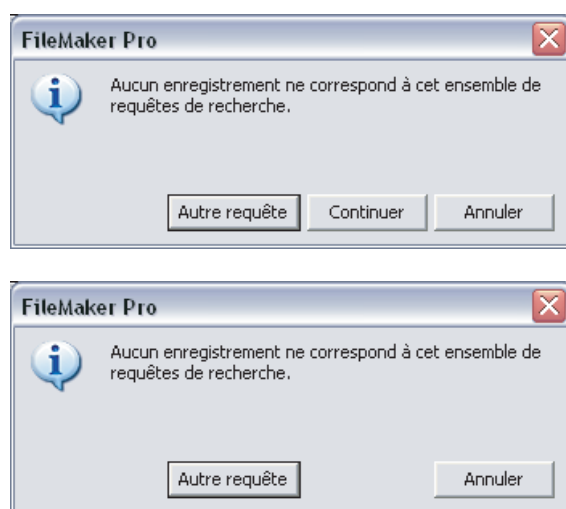 FileMaker Pro
Aucun enregistrement ne correspond à cet ensemble de
requêtes de recherche.
Autre requête Continuer Annuler
FileMaker Pro
Aucun enregistrement ne correspond à cet ensemble de
requêtes de recherche.
Autre requête Annuler